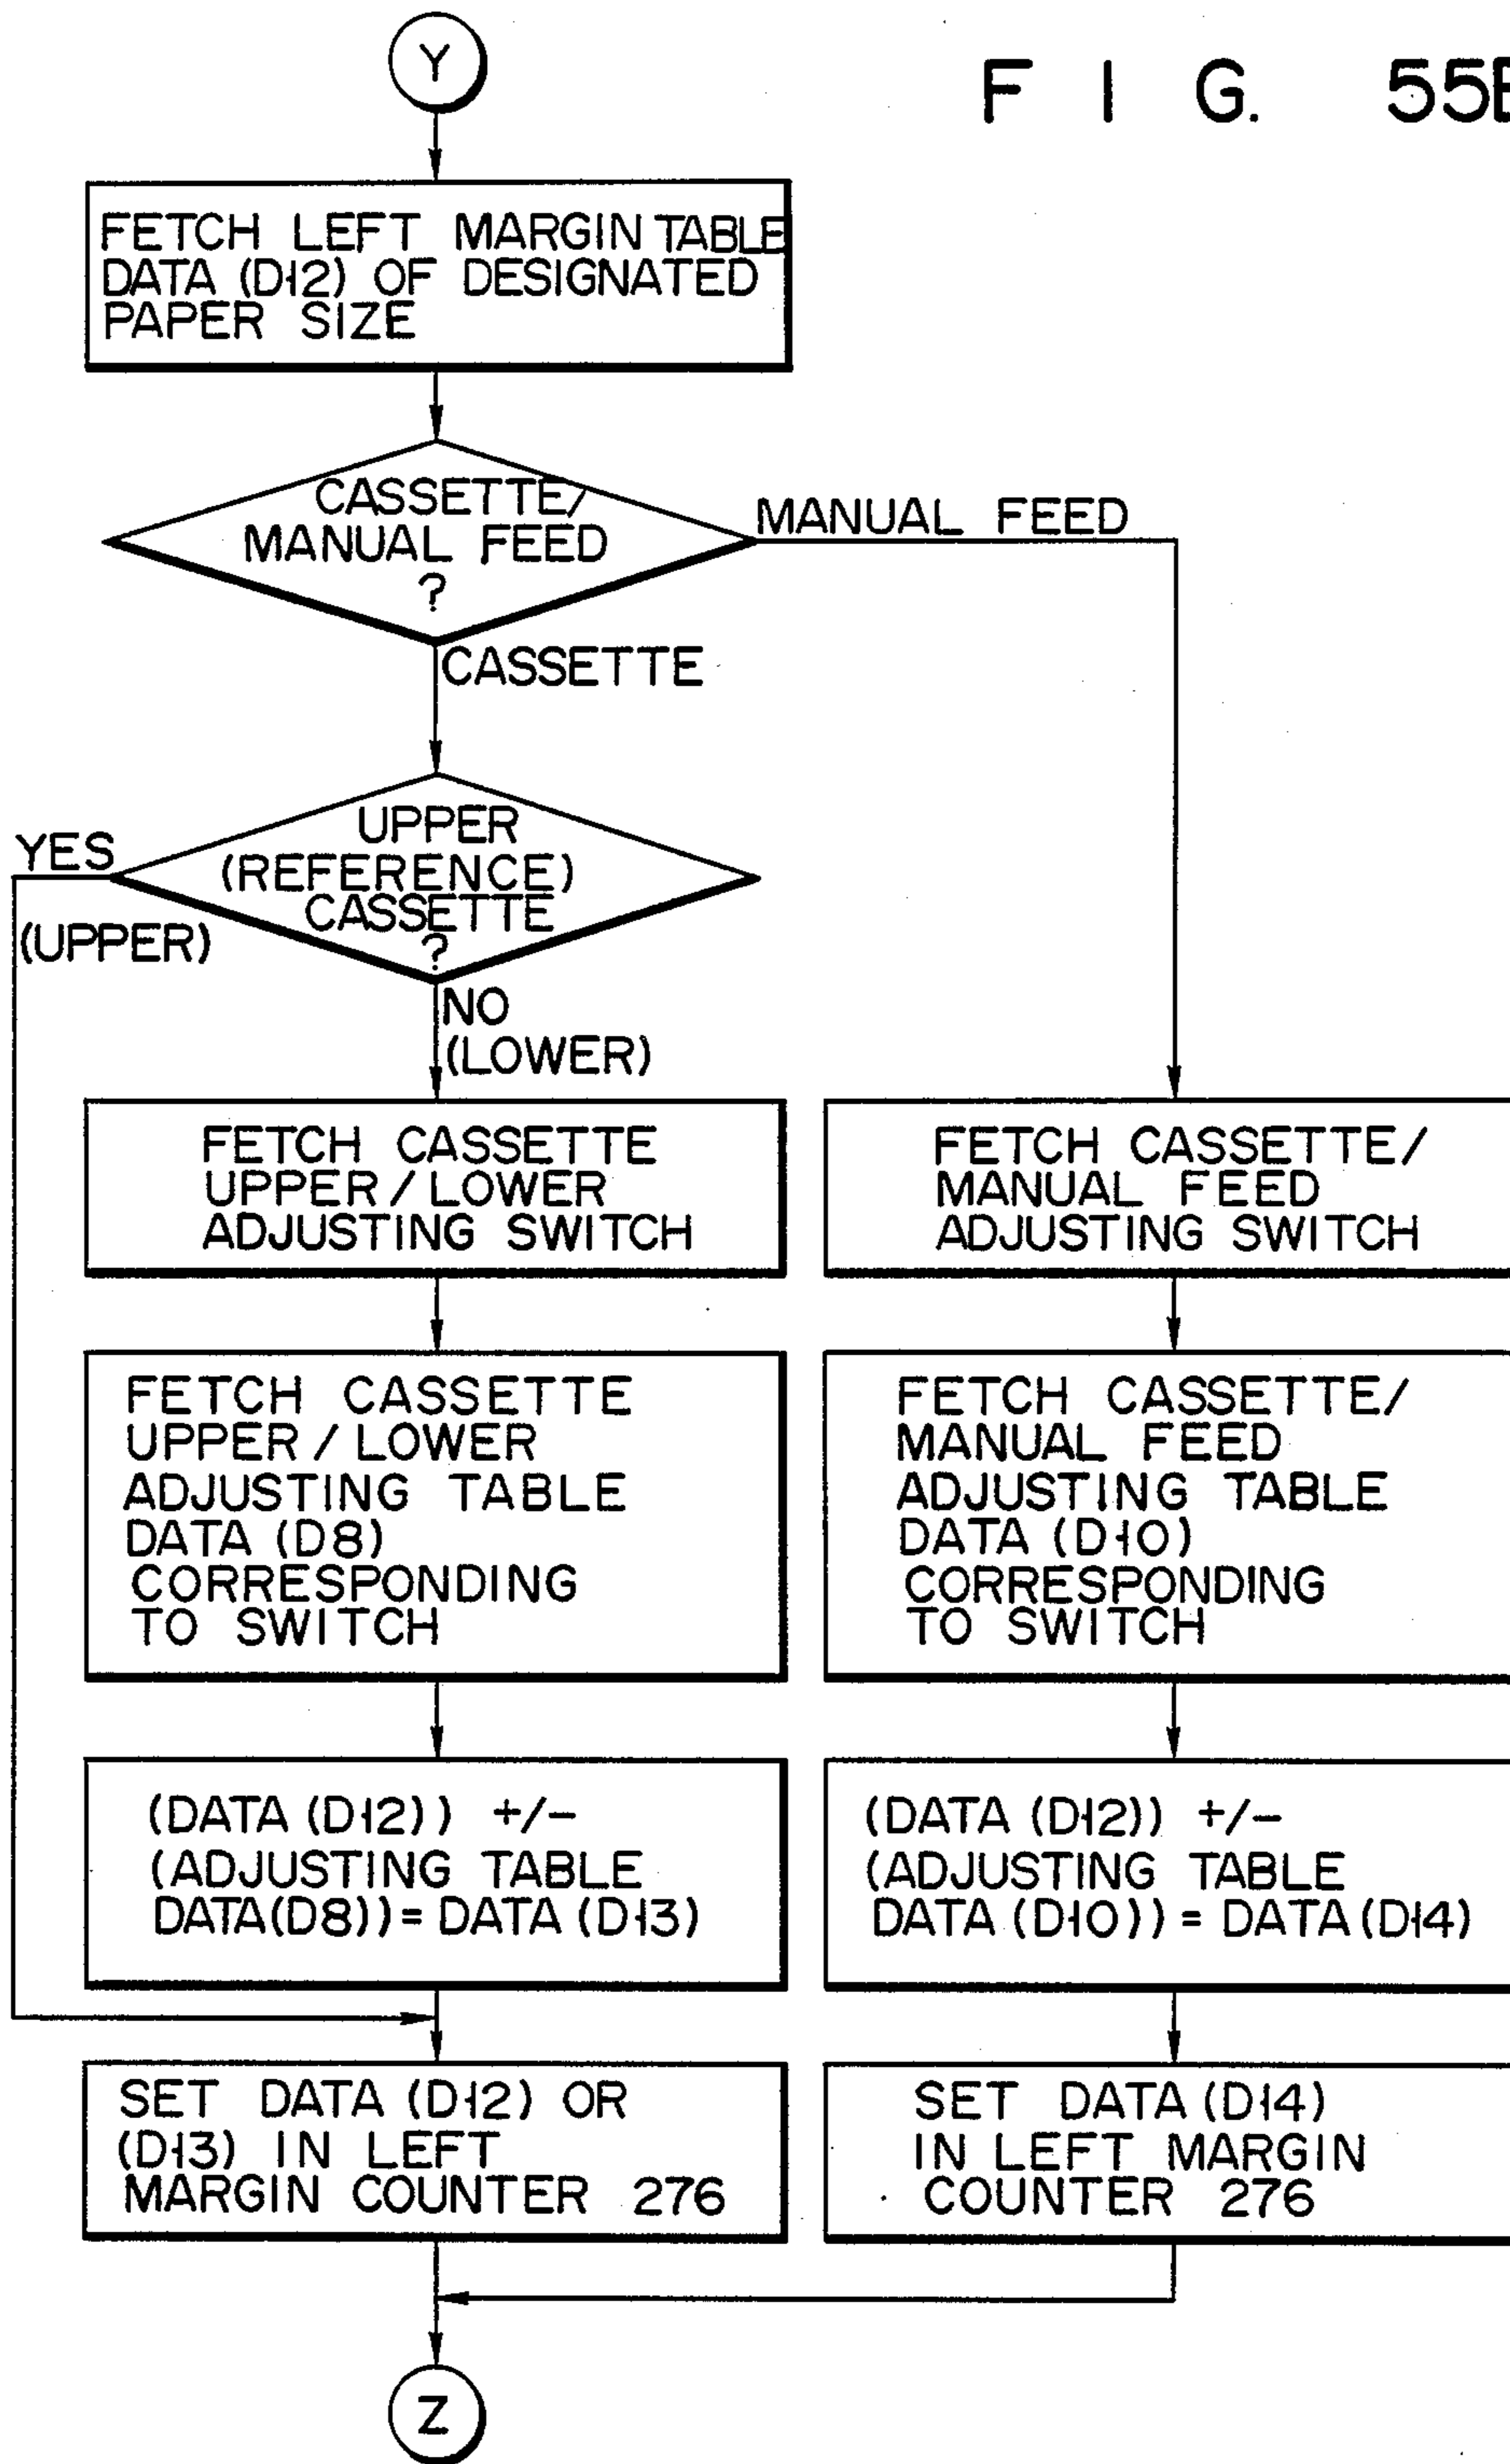 Y
F I G. 55B
FETCH LEFT MARGIN TABLE
DATA (D12) OF DESIGNATED
PAPER SIZE
CASSETTE/
MANUAL FEED
?
MANUAL FEED
CASSETTE
UPPER
(REFERENCE)
CASSETTE
?
YES
(UPPER)
NO
(LOWER)
FETCH CASSETTE
UPPER / LOWER
ADJUSTING SWITCH
FETCH CASSETTE/
MANUAL FEED
ADJUSTING SWITCH
FETCH CASSETTE
UPPER / LOWER
ADJUSTING TABLE
DATA (D8)
CORRESPONDING
TO SWITCH
FETCH CASSETTE/
MANUAL FEED
ADJUSTING TABLE
DATA (D10)
CORRESPONDING
TO SWITCH
(DATA (D12)) +/-
(ADJUSTING TABLE
DATA(D8)) = DATA (D13)
(DATA (D12)) +/-
(ADJUSTING TABLE
DATA (D10)) = DATA (D14)
SET DATA (D12) OR
(D13) IN LEFT
MARGIN COUNTER 276
SET DATA (D14)
IN LEFT MARGIN
COUNTER 276
Z